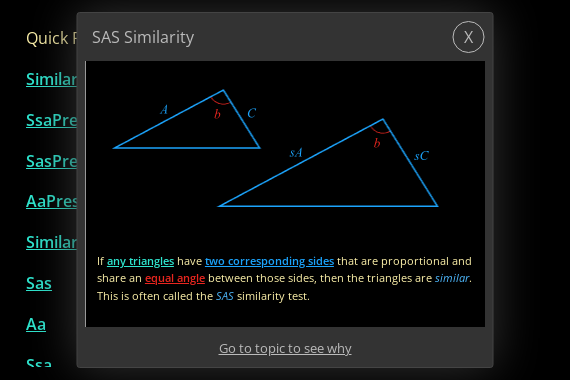 SAS Similarity
X
Quick
Similar
SsaPre
SasPre
AaPres
Similar
Sas
Aa
Ssa
A
b
C
sA
b
sC
If any triangles have two corresponding sides that are proportional and
share an equal angle between those sides, then the triangles are similar.
This is often called the SAS similarity test.
Go to topic to see why